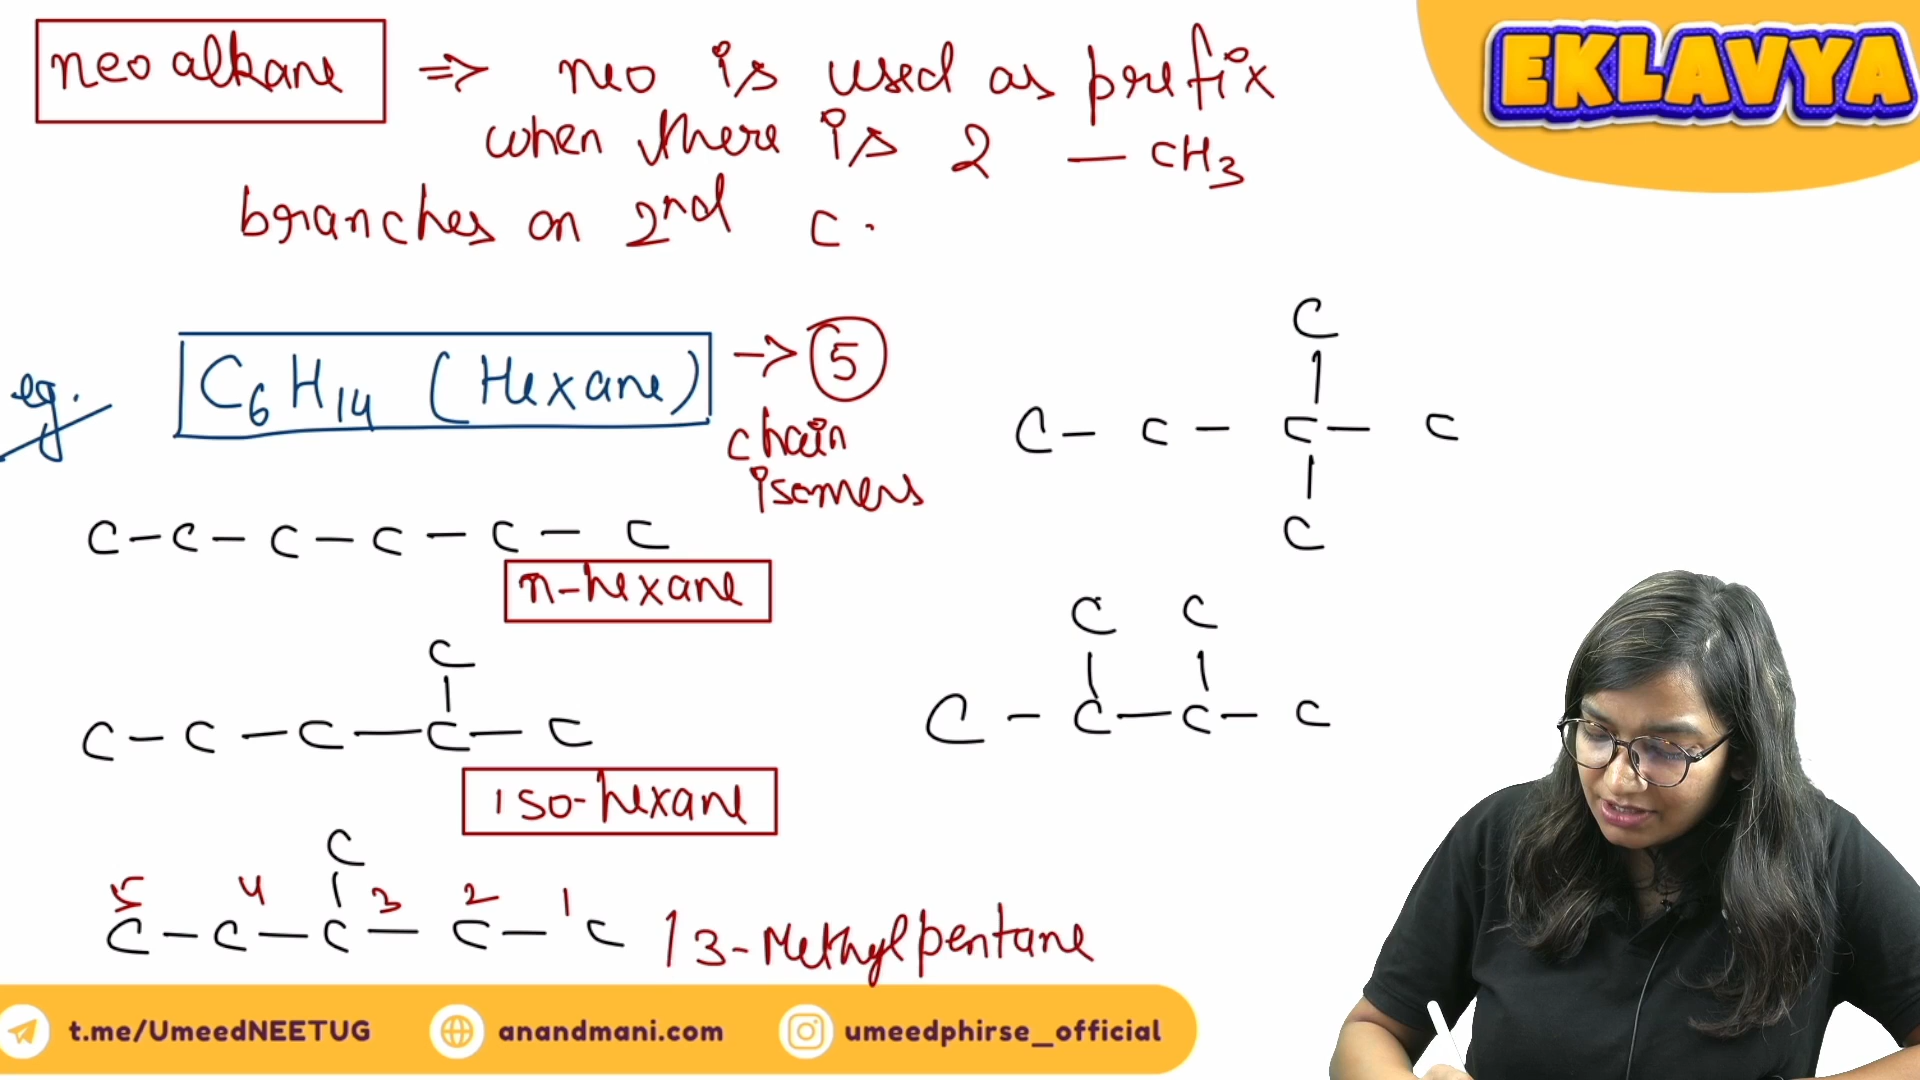 neo alkane => neo is used as prefix
when there is 2 — CH3
branches on 2nd C.
EKLAVYA
eg. C6H14 (Hexane) -> 5
chain
isomers
C
C - C - C - C
C
C - C - C - C - C - C
n-hexane
C
C - C - C - C - C
iso-hexane
C C
C - C - C - C
C
5 4 3 2 1
C - C - C - C - C / 3-Methylpentane
t.me/UmeedNEETUG
anandmani.com
umeedphirse_official